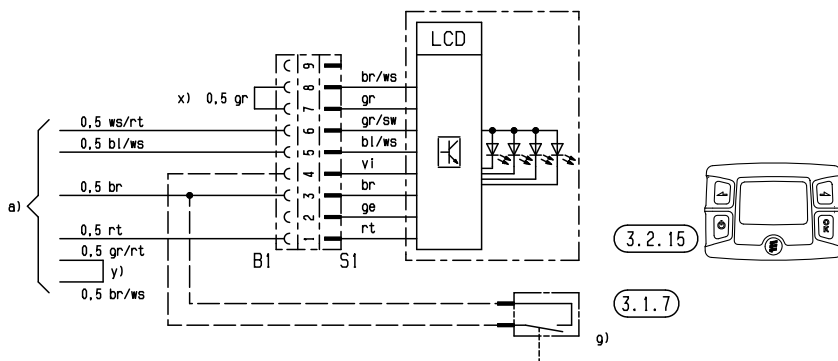 LCD
9
8
7
6
5
4
3
2
1
br/ws
gr
gr/sw
bl/ws
vi
br
ge
rt
x) 0,5 gr
0,5 ws/rt
0,5 bl/ws
0,5 br
a)
0,5 rt
0,5 gr/rt
y)
0,5 br/ws
B1
S1
3.2.15
OK
3.1.7
g)